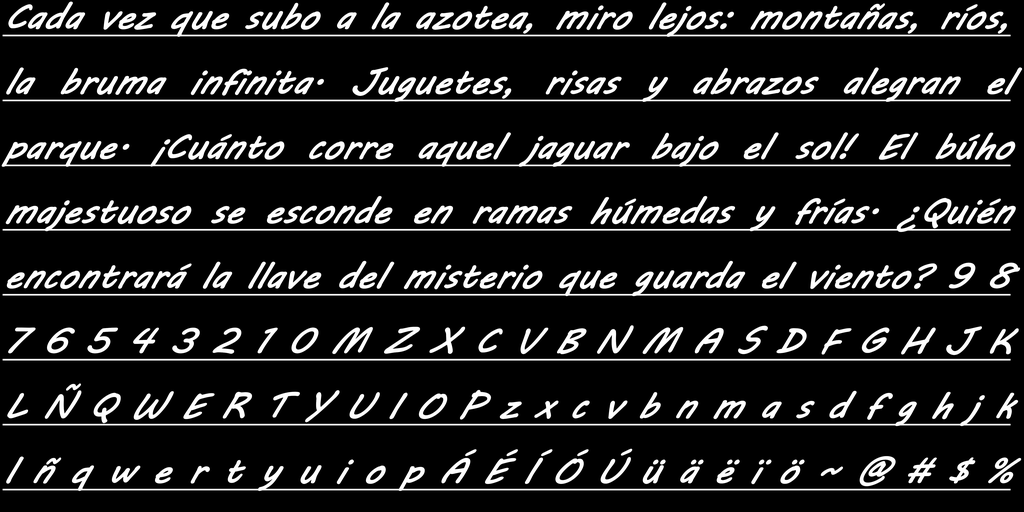 Cada vez que subo a la azotea, miro lejos: montañas, ríos,
la bruma infinita. Juguetes, risas y abrazos alegran el
parque. ¡Cuánto corre aquel jaguar bajo el sol! El búho
majestuoso se esconde en ramas húmedas y frías. ¿Quién
encontrará la llave del misterio que guarda el viento? 9 8
7 6 5 4 3 2 1 0 M Z X C V B N M A S D F G H J K
L Ñ Q W E R T Y U I O P z x c v b n m a s d f g h j k
l ñ q w e r t y u i o p Á É Í Ó Ú ü ä ë ï ö ~ @ # $ %